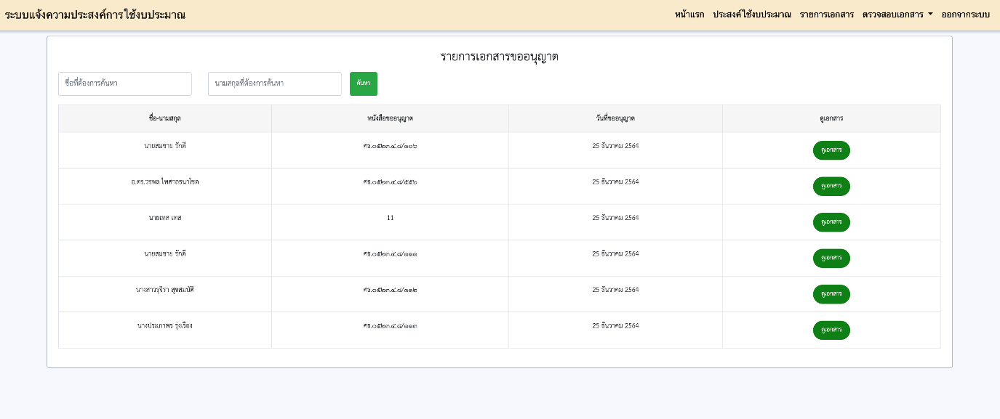 ระบบแจ้งความประสงค์การใช้งบประมาณ หน้าแรก ประสงค์ใช้งบประมาณ รายการเอกสาร ตรวจสอบเอกสาร ออกจากระบบ
รายการเอกสารขออนุญาต
ชื่อที่ต้องการค้นหา นามสกุลที่ต้องการค้นหา ค้นหา
ชื่อ-นามสกุล หนังสือขออนุญาต วันที่ขออนุญาต ดูเอกสาร
นายสมชาย รักดี ศธ.๐๕๒๓.๔.๘/๑๐๖ 25 ธันวาคม 2564 ดูเอกสาร
อ.ดร.วรพล ไพศาลธนาโชต 
ศธ.๐๕๒๓.๔.๘/๕๕๖ 25 ธันวาคม 2564 ดูเอกสาร
นายเทส เทส 11 25 ธันวาคม 2564 ดูเอกสาร
นายสมชาย รักดี ศธ.๐๕๒๓.๔.๘/๑๑๑ 25 ธันวาคม 2564 ดูเอกสาร
นางสาวรุจิรา สุขสมบัติ ศธ.๐๕๒๓.๔.๘/๑๑๒ 25 ธันวาคม 2564 ดูเอกสาร
นางประภาพร รุ่งเรือง ศธ.๐๕๒๓.๔.๘/๑๑๓ 25 ธันวาคม 2564 ดูเอกสาร